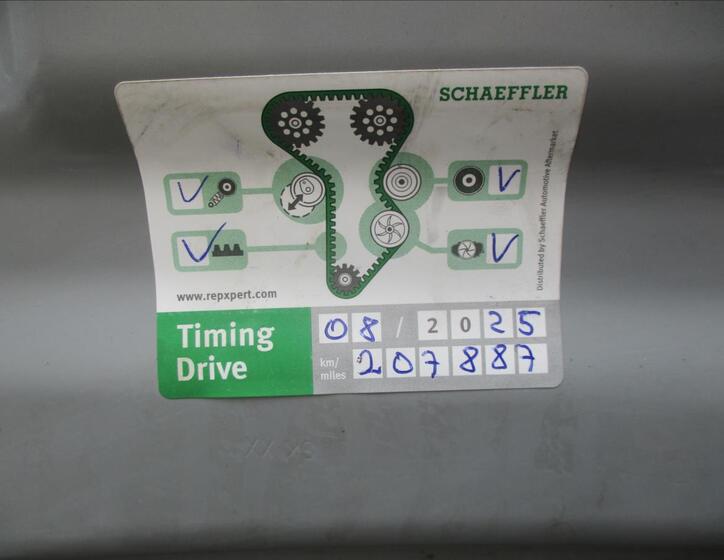 SCHAEFFLER
Distributed by Schaeffler Automotive Aftermarket
www.repxpert.com
Timing
Drive
08 / 2025
km/
miles
207887